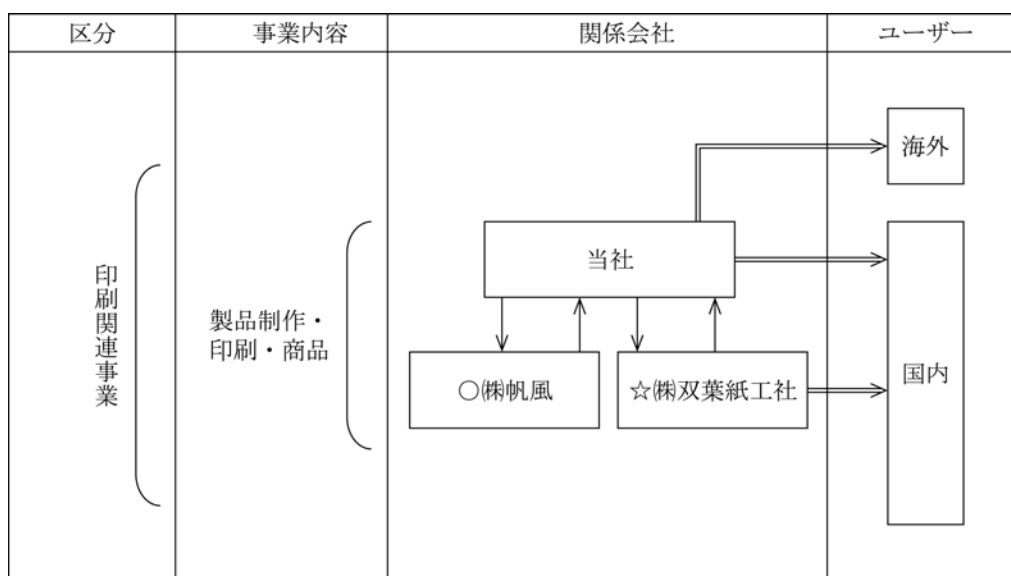 区分
事業内容
関係会社
ユーザー
印刷関連事業
製品制作・
印刷・商品
当社
○㈱帆風
☆㈱双葉紙工社
海外
国内